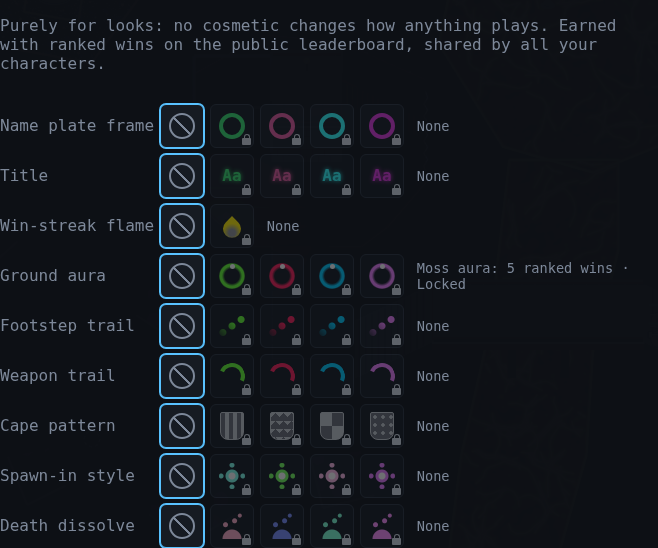 Purely for looks: no cosmetic changes how anything plays. Earned
with ranked wins on the public leaderboard, shared by all your
characters.
Name plate frame None
Title Aa Aa Aa Aa None
Win-streak flame None
Ground aura Moss aura: 5 ranked wins ·
Locked
Footstep trail None
Weapon trail None
Cape pattern None
Spawn-in style None
Death dissolve None